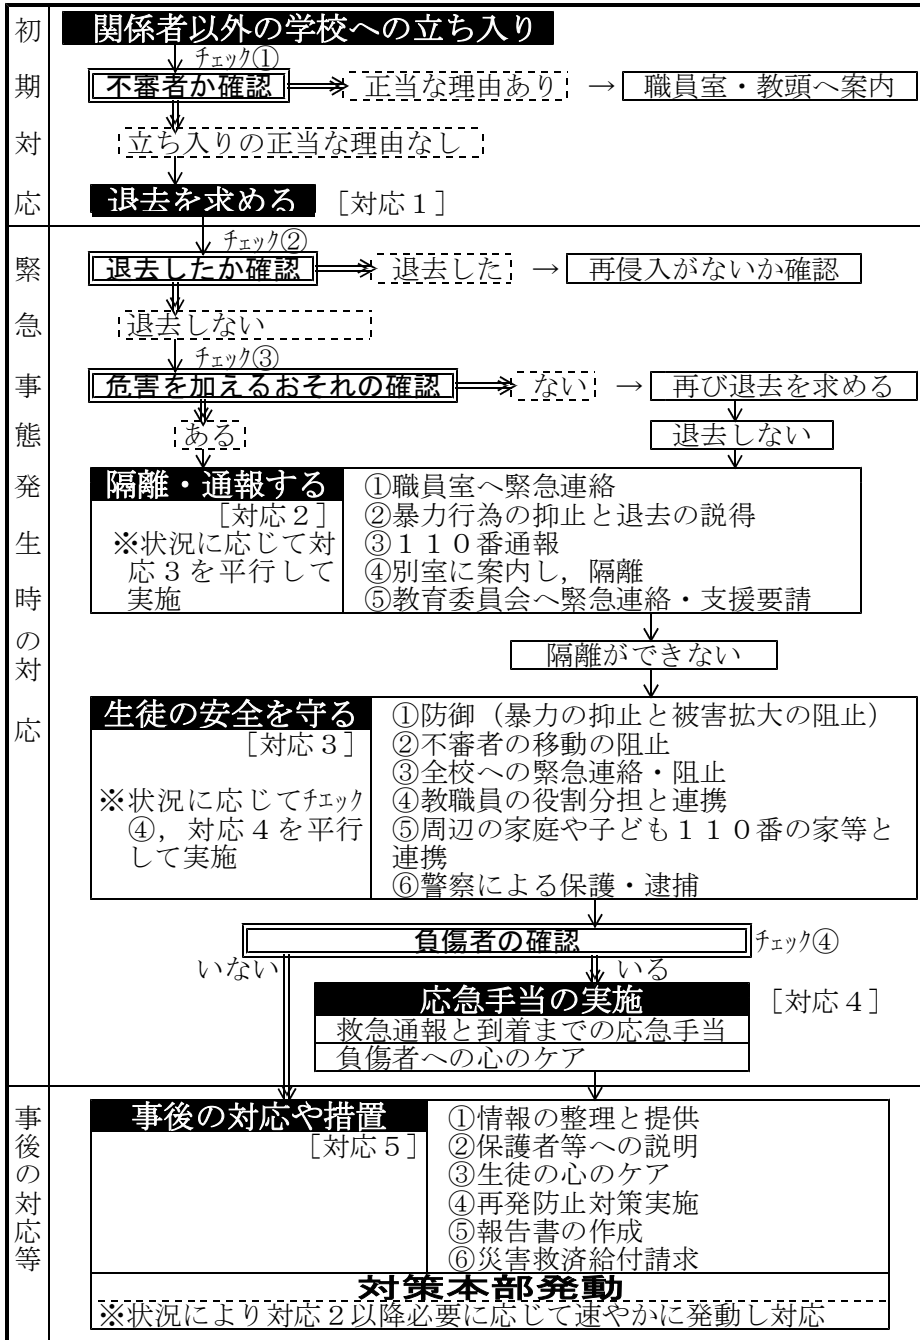 初期対応
関係者以外の学校への立ち入り
チェック①
不審者か確認
正当な理由あり
→
職員室・教頭へ案内
立ち入りの正当な理由なし
退去を求める
［対応１］
緊急事態発生時の対応
チェック②
退去したか確認
退去した
→
再侵入がないか確認
退去しない
チェック③
危害を加えるおそれの確認
ない
→
再び退去を求める
ある
退去しない
隔離・通報する
［対応２］
※状況に応じて対
応３を平行して
実施
①職員室へ緊急連絡
②暴力行為の抑止と退去の説得
③１１０番通報
④別室に案内し，隔離
⑤教育委員会へ緊急連絡・支援要請
隔離ができない
生徒の安全を守る
［対応３］
※状況に応じてチェック
④，対応４を平行
して実施
①防御（暴力の抑止と被害拡大の阻止）
②不審者の移動の阻止
③全校への緊急連絡・阻止
④教職員の役割分担と連携
⑤周辺の家庭や子ども１１０番の家等と
連携
⑥警察による保護・逮捕
負傷者の確認
チェック④
いない
いる
応急手当の実施
［対応４］
救急通報と到着までの応急手当
負傷者への心のケア
事後の対応等
事後の対応や措置
［対応５］
①情報の整理と提供
②保護者等への説明
③生徒の心のケア
④再発防止対策実施
⑤報告書の作成
⑥災害救済給付請求
対策本部発動
※状況により対応２以降必要に応じて速やかに発動し対応